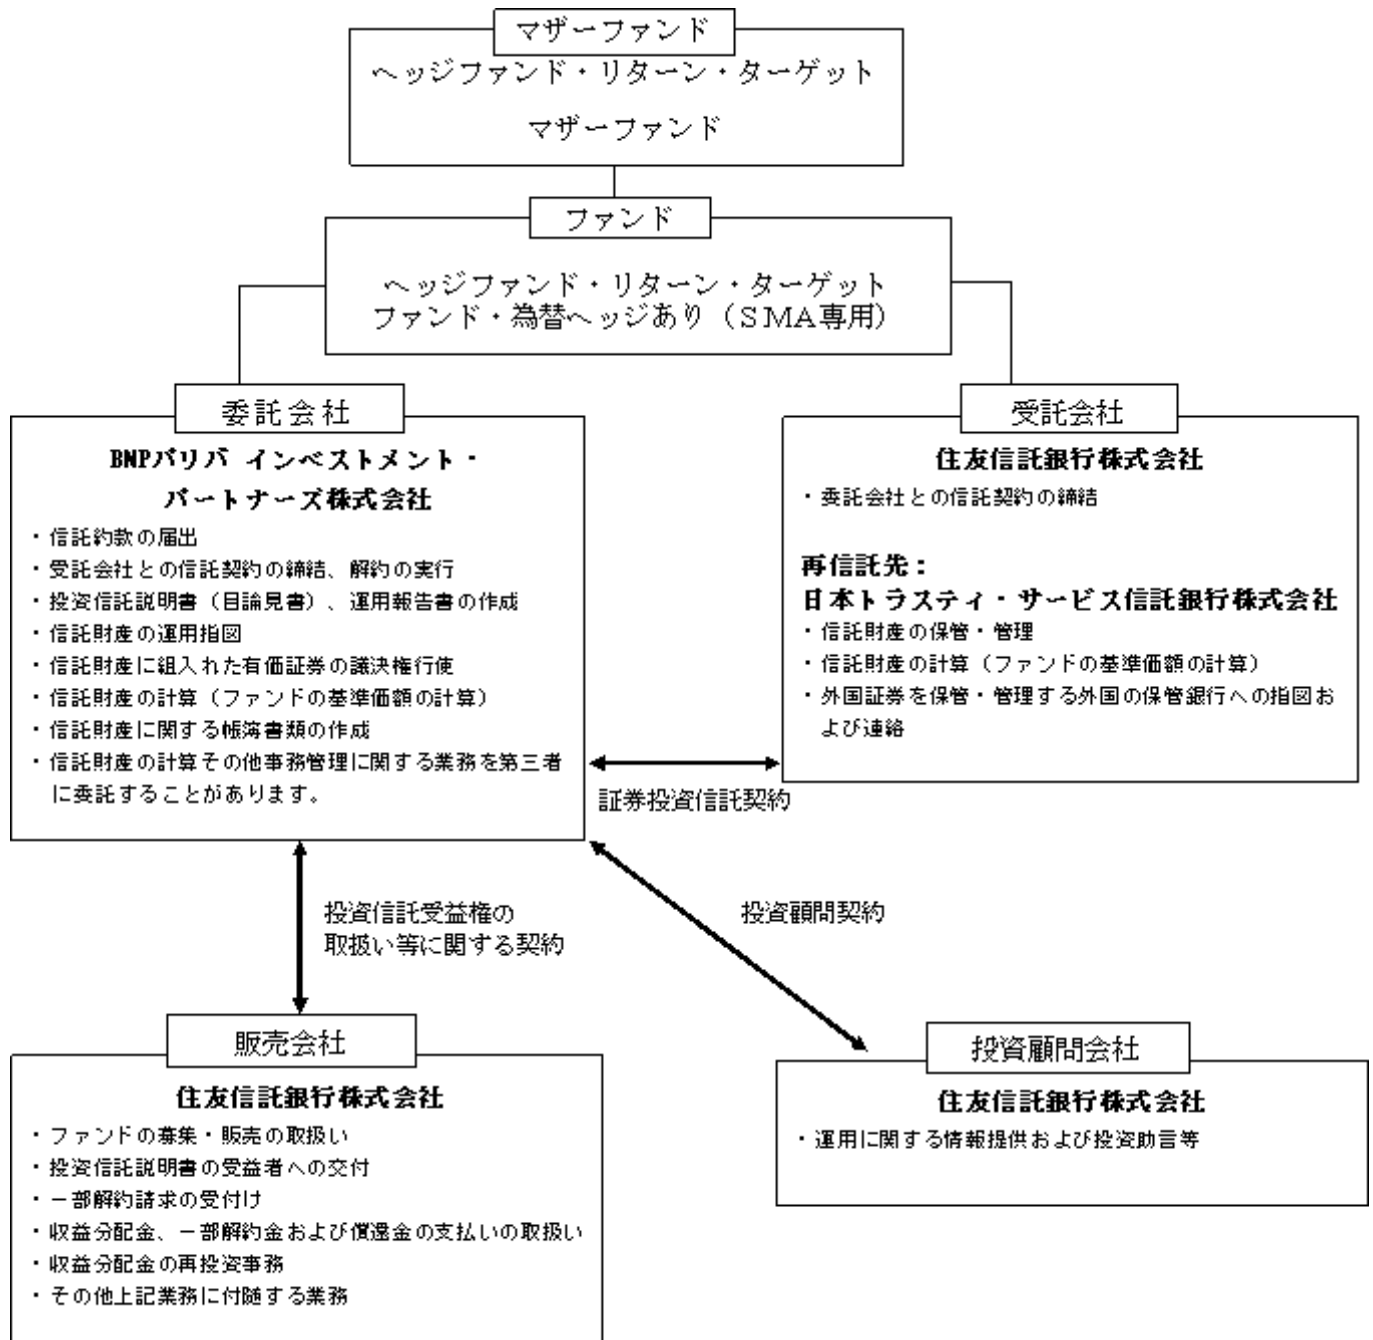 マザーファンド
ヘッジファンド・リターン・ターゲット
マザーファンド
ファンド
ヘッジファンド・リターン・ターゲット
ファンド・為替ヘッジあり（ＳＭＡ専用）
委託会社
BNPパリバ インベストメント・
パートナーズ株式会社
・信託約款の届出
・受託会社との信託契約の締結、解約の実行
・投資信託説明書（目論見書）、運用報告書の作成
・信託財産の運用指図
・信託財産に組入れた有価証券の議決権行使
・信託財産の計算（ファンドの基準価額の計算）
・信託財産に関する帳簿書類の作成
・信託財産の計算その他事務管理に関する業務を第三者
に委託することがあります。
受託会社
住友信託銀行株式会社
・委託会社との信託契約の締結
再信託先：
日本トラスティ・サービス信託銀行株式会社
・信託財産の保管・管理
・信託財産の計算（ファンドの基準価額の計算）
・外国証券を保管・管理する外国の保管銀行への指図お
よび連絡
証券投資信託契約
投資信託受益権の
取扱い等に関する契約
投資顧問契約
販売会社
住友信託銀行株式会社
・ファンドの募集・販売の取扱い
・投資信託説明書の受益者への交付
・一部解約請求の受付け
・収益分配金、一部解約金および償還金の支払いの取扱い
・収益分配金の再投資事務
・その他上記業務に付随する業務
投資顧問会社
住友信託銀行株式会社
・運用に関する情報提供および投資助言等